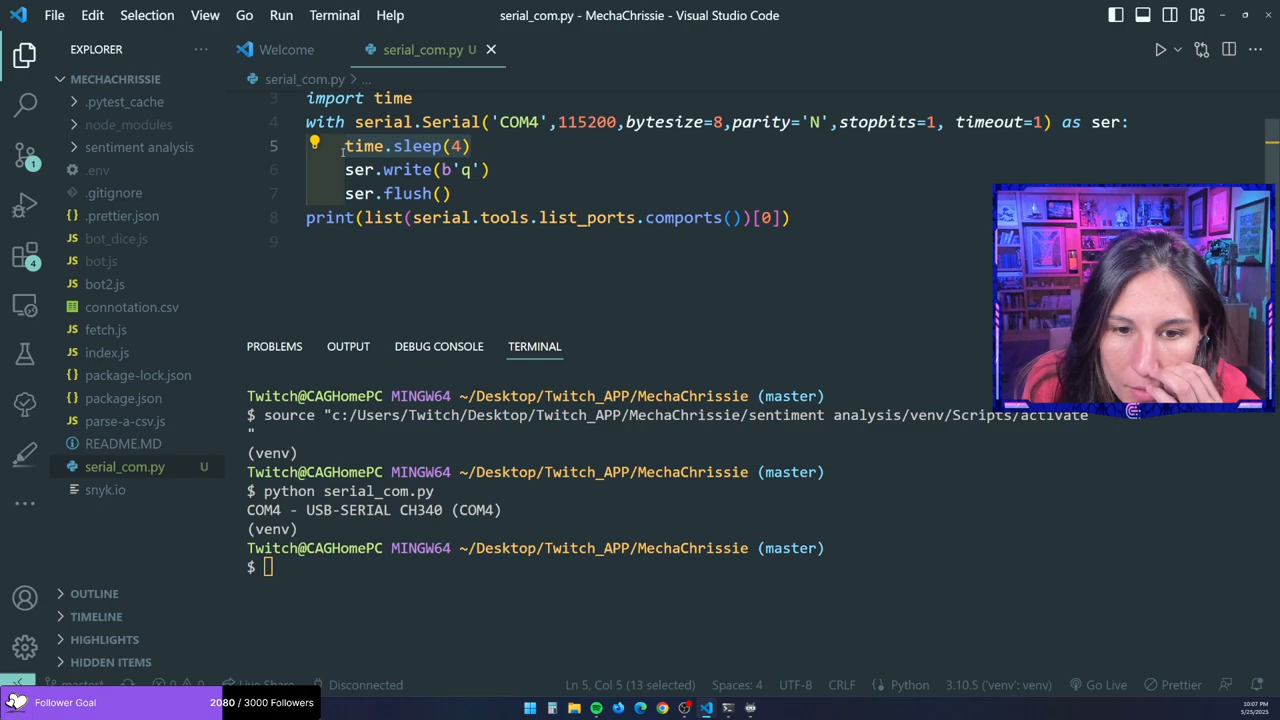 File Edit Selection View Go Run Terminal Help
serial_com.py - MechaChrissie - Visual Studio Code
EXPLORER
Welcome
serial_com.py U
MECHACHRISSIE
.pytest_cache
node_modules
sentiment analysis
.env
.gitignore
.prettier.json
bot_dice.js
bot.js
bot2.js
connotation.csv
fetch.js
index.js
package-lock.json
package.json
parse-a-csv.js
README.MD
serial_com.py U
snyk.io
OUTLINE
TIMELINE
HIGHLIGHTS
HIDDEN ITEMS
1
4
serial_com.py > ...
3 import time
4 with serial.Serial('COM4',115200,bytesize=8,parity='N',stopbits=1, timeout=1) as ser:
5 time.sleep(4)
6 ser.write(b'q')
7 ser.flush()
8 print(list(serial.tools.list_ports.comports())[0])
9
PROBLEMS OUTPUT DEBUG CONSOLE TERMINAL
Twitch@CAGHomePC MINGW64 ~/Desktop/Twitch_APP/MechaChrissie (master)
$ source "c:/Users/Twitch/Desktop/Twitch_APP/MechaChrissie/sentiment analysis/venv/Scripts/activate
"
(venv)
Twitch@CAGHomePC MINGW64 ~/Desktop/Twitch_APP/MechaChrissie (master)
$ python serial_com.py
COM4 - USB-SERIAL CH340 (COM4)
(venv)
Twitch@CAGHomePC MINGW64 ~/Desktop/Twitch_APP/MechaChrissie (master)
$
Disconnected
Ln 5, Col 5 (13 selected) Spaces: 4 UTF-8 CRLF Python 3.10.5 ('venv': venv) Go Live Prettier
Follower Goal 2080 / 3000 Followers
10:07 PM
5/25/2023